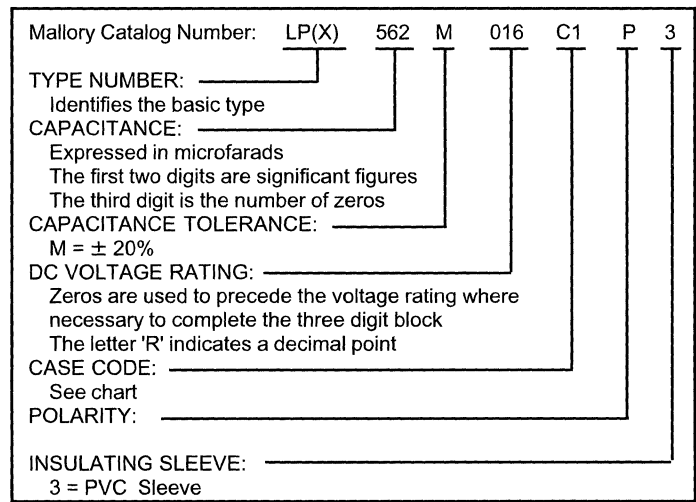 Mallory Catalog Number: LP(X) 562 M 016 C1 P 3
TYPE NUMBER:
Identifies the basic type
CAPACITANCE:
Expressed in microfarads
The first two digits are significant figures
The third digit is the number of zeros
CAPACITANCE TOLERANCE:
M = ± 20%
DC VOLTAGE RATING:
Zeros are used to precede the voltage rating where
necessary to complete the three digit block
The letter 'R' indicates a decimal point
CASE CODE:
See chart
POLARITY:
INSULATING SLEEVE:
3 = PVC Sleeve